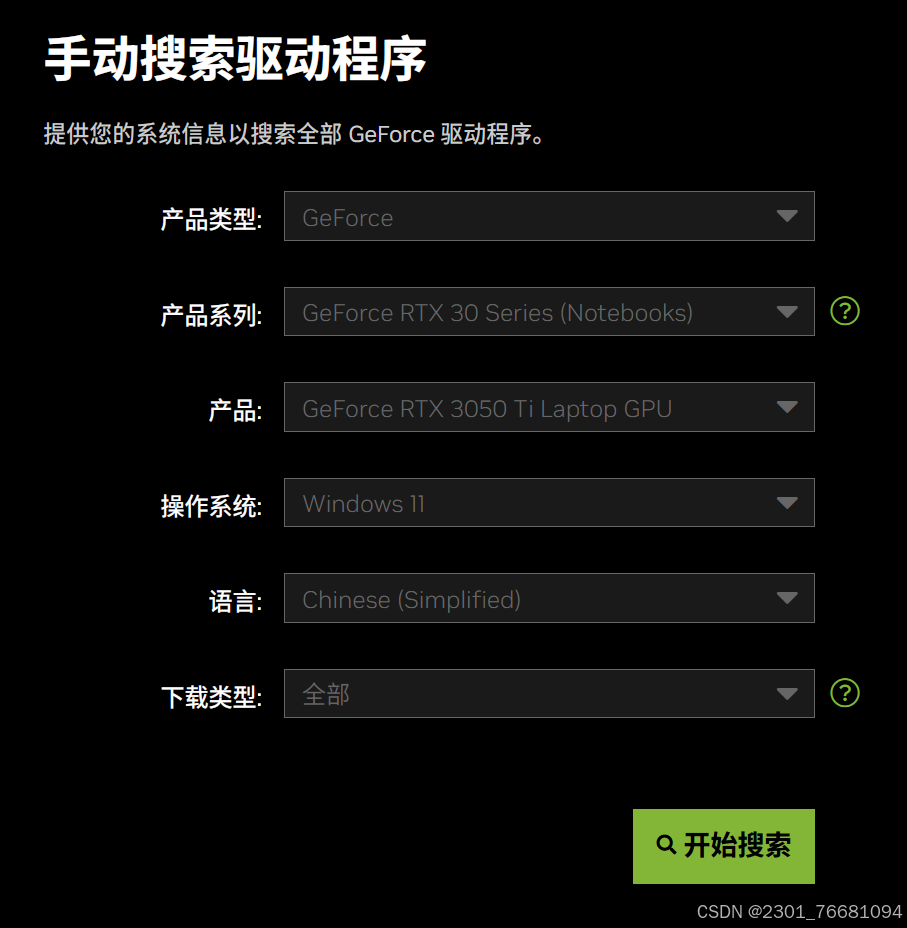 手动搜索驱动程序
提供您的系统信息以搜索全部 GeForce 驱动程序。
产品类型: GeForce
产品系列: GeForce RTX 30 Series (Notebooks) ?
产品: GeForce RTX 3050 Ti Laptop GPU
操作系统: Windows 11
语言: Chinese (Simplified)
下载类型: 全部 ?
开始搜索
CSDN @2301_76681094